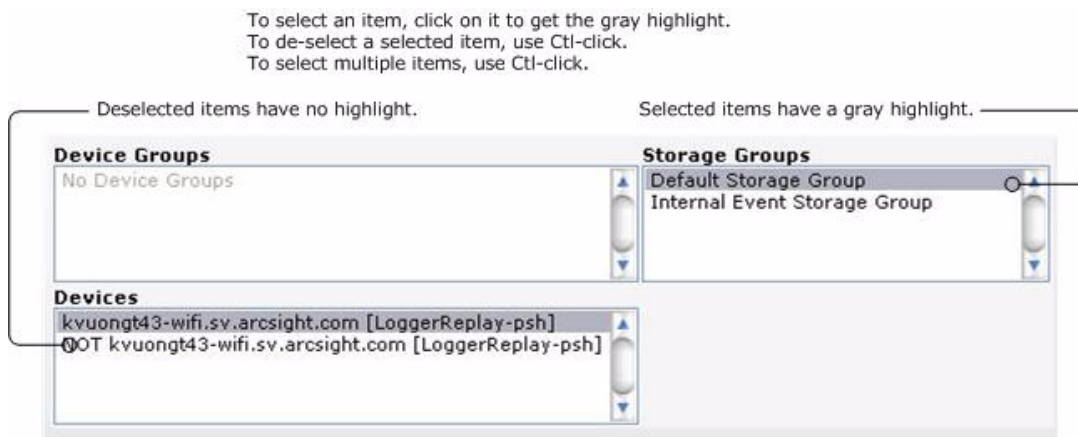 To select an item, click on it to get the gray highlight.
To de-select a selected item, use Ctl-click.
To select multiple items, use Ctl-click.
Deselected items have no highlight.
Selected items have a gray highlight.
Device Groups
No Device Groups
Storage Groups
Default Storage Group
Internal Event Storage Group
Devices
kvuongt43-wifi.sv.arcsight.com [LoggerReplay-psh]
NOT kvuongt43-wifi.sv.arcsight.com [LoggerReplay-psh]